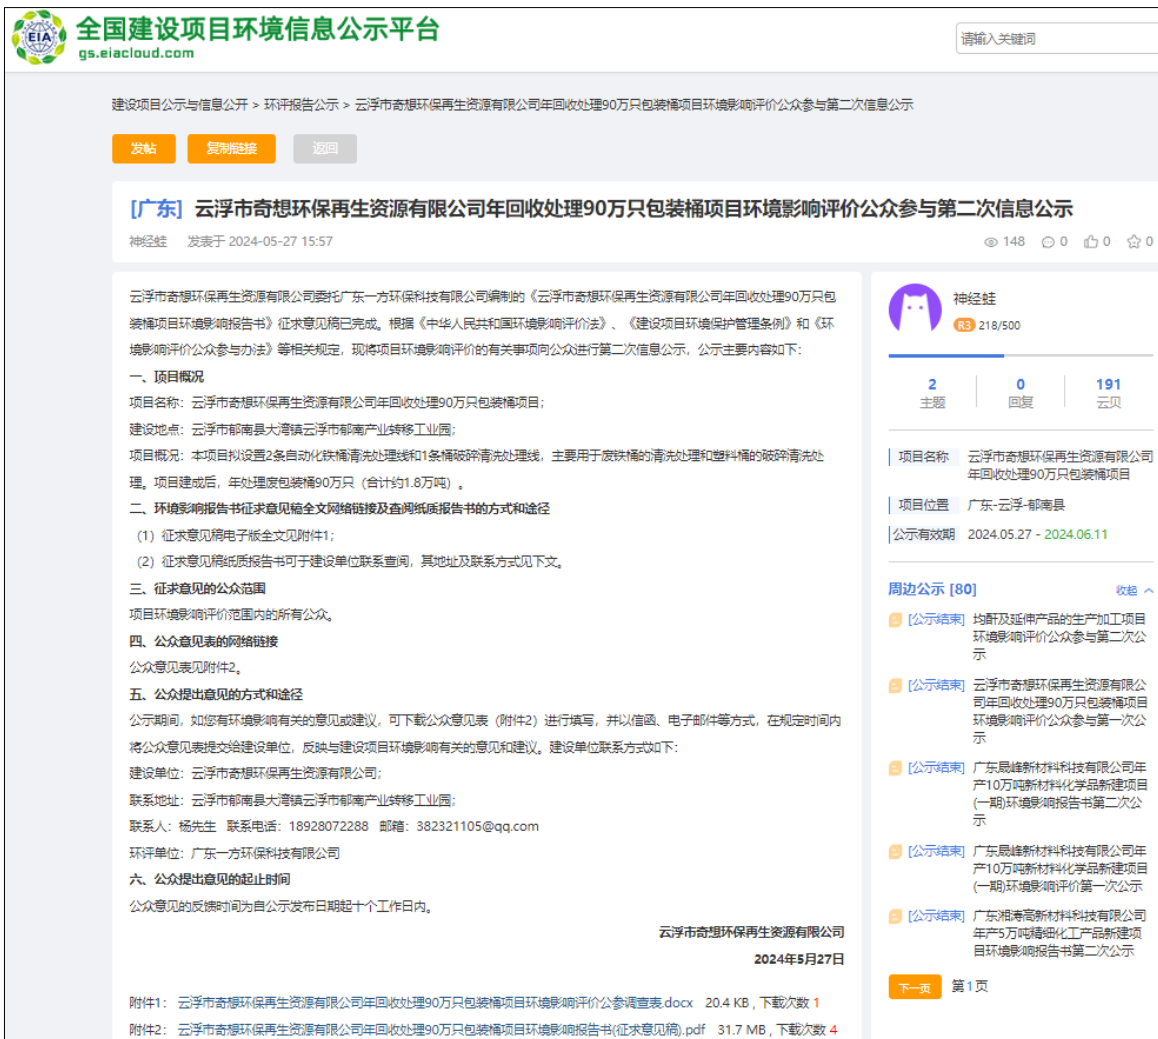 EIA
全国建设项目环境信息公示平台
gs.eiacloud.com
请输入关键词
建设项目公示与信息公开 > 环评报告公示 > 云浮市奇想环保再生资源有限公司年回收处理90万只包装桶项目环境影响评价公众参与第二次信息公示
发帖 复制链接 返回
[广东] 云浮市奇想环保再生资源有限公司年回收处理90万只包装桶项目环境影响评价公众参与第二次信息公示
神经蛙 发表于 2024-05-27 15:57
148 0 0 0
云浮市奇想环保再生资源有限公司委托广东一方环保科技有限公司编制的《云浮市奇想环保再生资源有限公司年回收处理90万只包
装桶项目环境影响报告书》征求意见稿已完成。根据《中华人民共和国环境影响评价法》、《建设项目环境保护管理条例》和《环
境影响评价公众参与办法》等相关规定，现将项目环境影响评价的有关事项向公众进行第二次信息公示，公示主要内容如下：
一、项目概况
项目名称：云浮市奇想环保再生资源有限公司年回收处理90万只包装桶项目；
建设地点：云浮市郁南县大湾镇云浮市郁南产业转移工业园；
项目概况：本项目拟设置2条自动化铁桶清洗处理线和1条桶破碎清洗处理线，主要用于废铁桶的清洗处理和塑料桶的破碎清洗处
理。项目建成后，年处理废包装桶90万只（合计约1.8万吨）。
二、环境影响报告书征求意见稿全文网络链接及查阅纸质报告书的方式和途径
（1）征求意见稿电子版全文见附件1；
（2）征求意见稿纸质报告书可于建设单位联系查阅，其地址及联系方式见下文。
三、征求意见的公众范围
项目环境影响评价范围内的所有公众。
四、公众意见表的网络链接
公众意见表见附件2。
五、公众提出意见的方式和途径
公示期间，如您有环境影响有关的意见或建议，可下载公众意见表（附件2）进行填写，并以信函、电子邮件等方式，在规定时间内
将公众意见表提交给建设单位，反映与建设项目环境影响有关的意见和建议。建设单位联系方式如下：
建设单位：云浮市奇想环保再生资源有限公司；
联系地址：云浮市郁南县大湾镇云浮市郁南产业转移工业园；
联系人：杨先生 联系电话：18928072288 邮箱：382321105@qq.com
环评单位：广东一方环保科技有限公司
六、公众提出意见的起止时间
公众意见的反馈时间为自公示发布日期起十个工作日内。
云浮市奇想环保再生资源有限公司
2024年5月27日
附件1： 云浮市奇想环保再生资源有限公司年回收处理90万只包装桶项目环境影响评价公参调查表.docx 20.4 KB , 下载次数 1
附件2： 云浮市奇想环保再生资源有限公司年回收处理90万只包装桶项目环境影响报告书(征求意见稿).pdf 31.7 MB , 下载次数 4
神经蛙
R3 218/500
2 0 191
主题 回复 云贝
项目名称 云浮市奇想环保再生资源有限公司
年回收处理90万只包装桶项目
项目位置 广东-云浮-郁南县
公示有效期 2024.05.27 - 2024.06.11
周边公示 [80] 收起
[公示结束] 均酐及延伸产品的生产加工项目
环境影响评价公众参与第二次公
示
[公示结束] 云浮市奇想环保再生资源有限公
司年回收处理90万只包装桶项目
环境影响评价公众参与第一次公
示
[公示结束] 广东晟峰新材料科技有限公司年
产10万吨新材料化学品新建项目
(一期)环境影响报告书第二次公
示
[公示结束] 广东晟峰新材料科技有限公司年
产10万吨新材料化学品新建项目
(一期)环境影响评价第一次公示
[公示结束] 广东湘涛高新材料科技有限公司
年产5万吨精细化工产品新建项
目环境影响报告书第二次公示
下一页 第1页